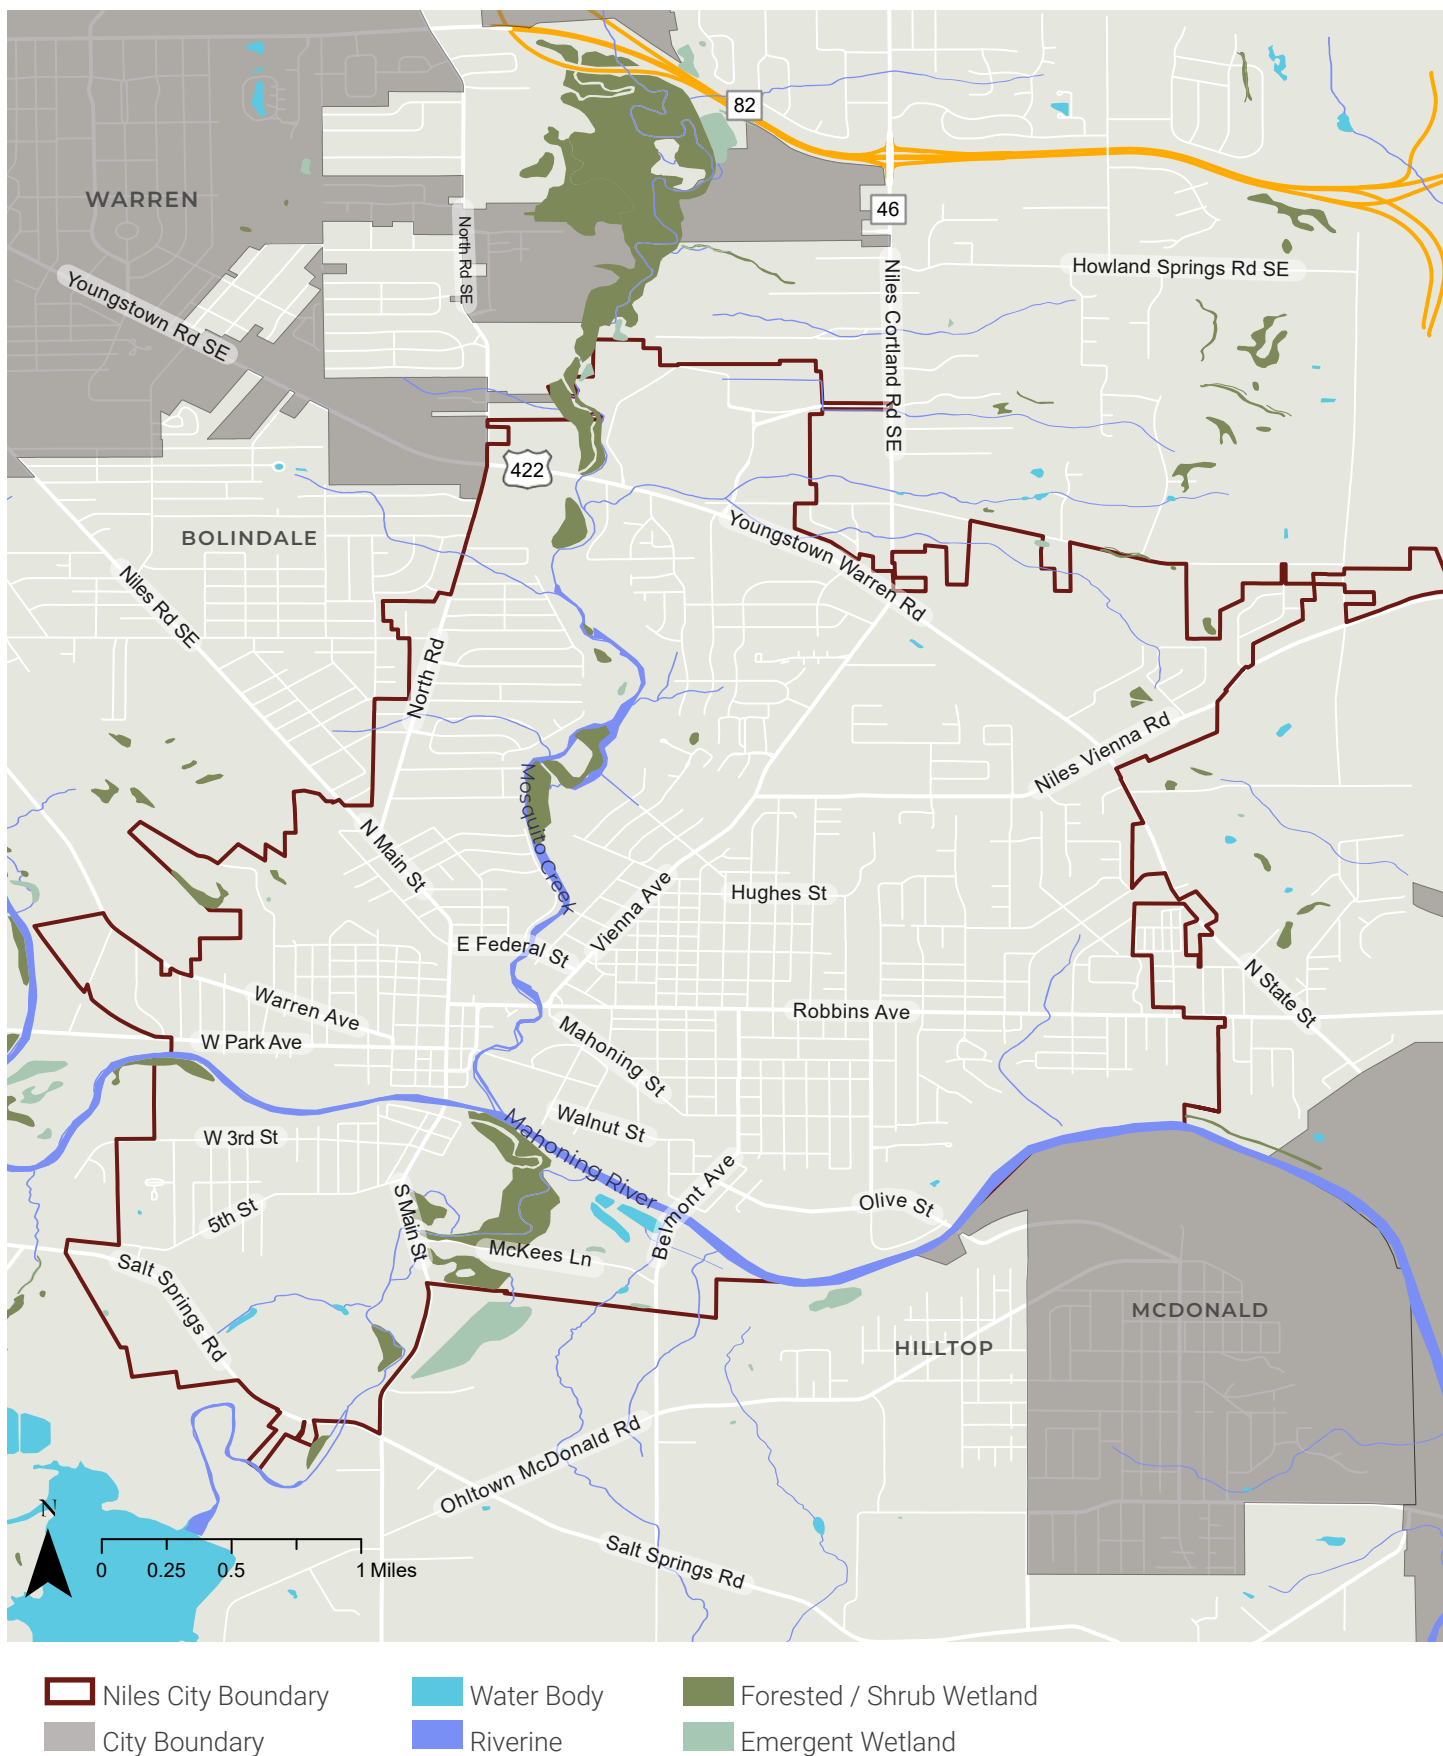 82
WARREN
46
North Rd SE
Howland Springs Rd SE
Youngstown Rd SE
Niles Cortland Rd SE
422
BOLINDALE
Youngstown Warren Rd
Niles Rd SE
North Rd
Niles Vienna Rd
Mosquito Creek
N Main St
Hughes St
Vienna Ave
E Federal St
N State St
Warren Ave
Robbins Ave
W Park Ave
Mahoning St
Walnut St
W 3rd St
Mahoning River
Belmont Ave
Olive St
5th St
S Main St
McKees Ln
Salt Springs Rd
MCDONALD
HILLTOP
Ohltown McDonald Rd
N
0 0.25 0.5 1 Miles
Salt Springs Rd
Niles City Boundary
Water Body
Forested / Shrub Wetland
City Boundary
Riverine
Emergent Wetland